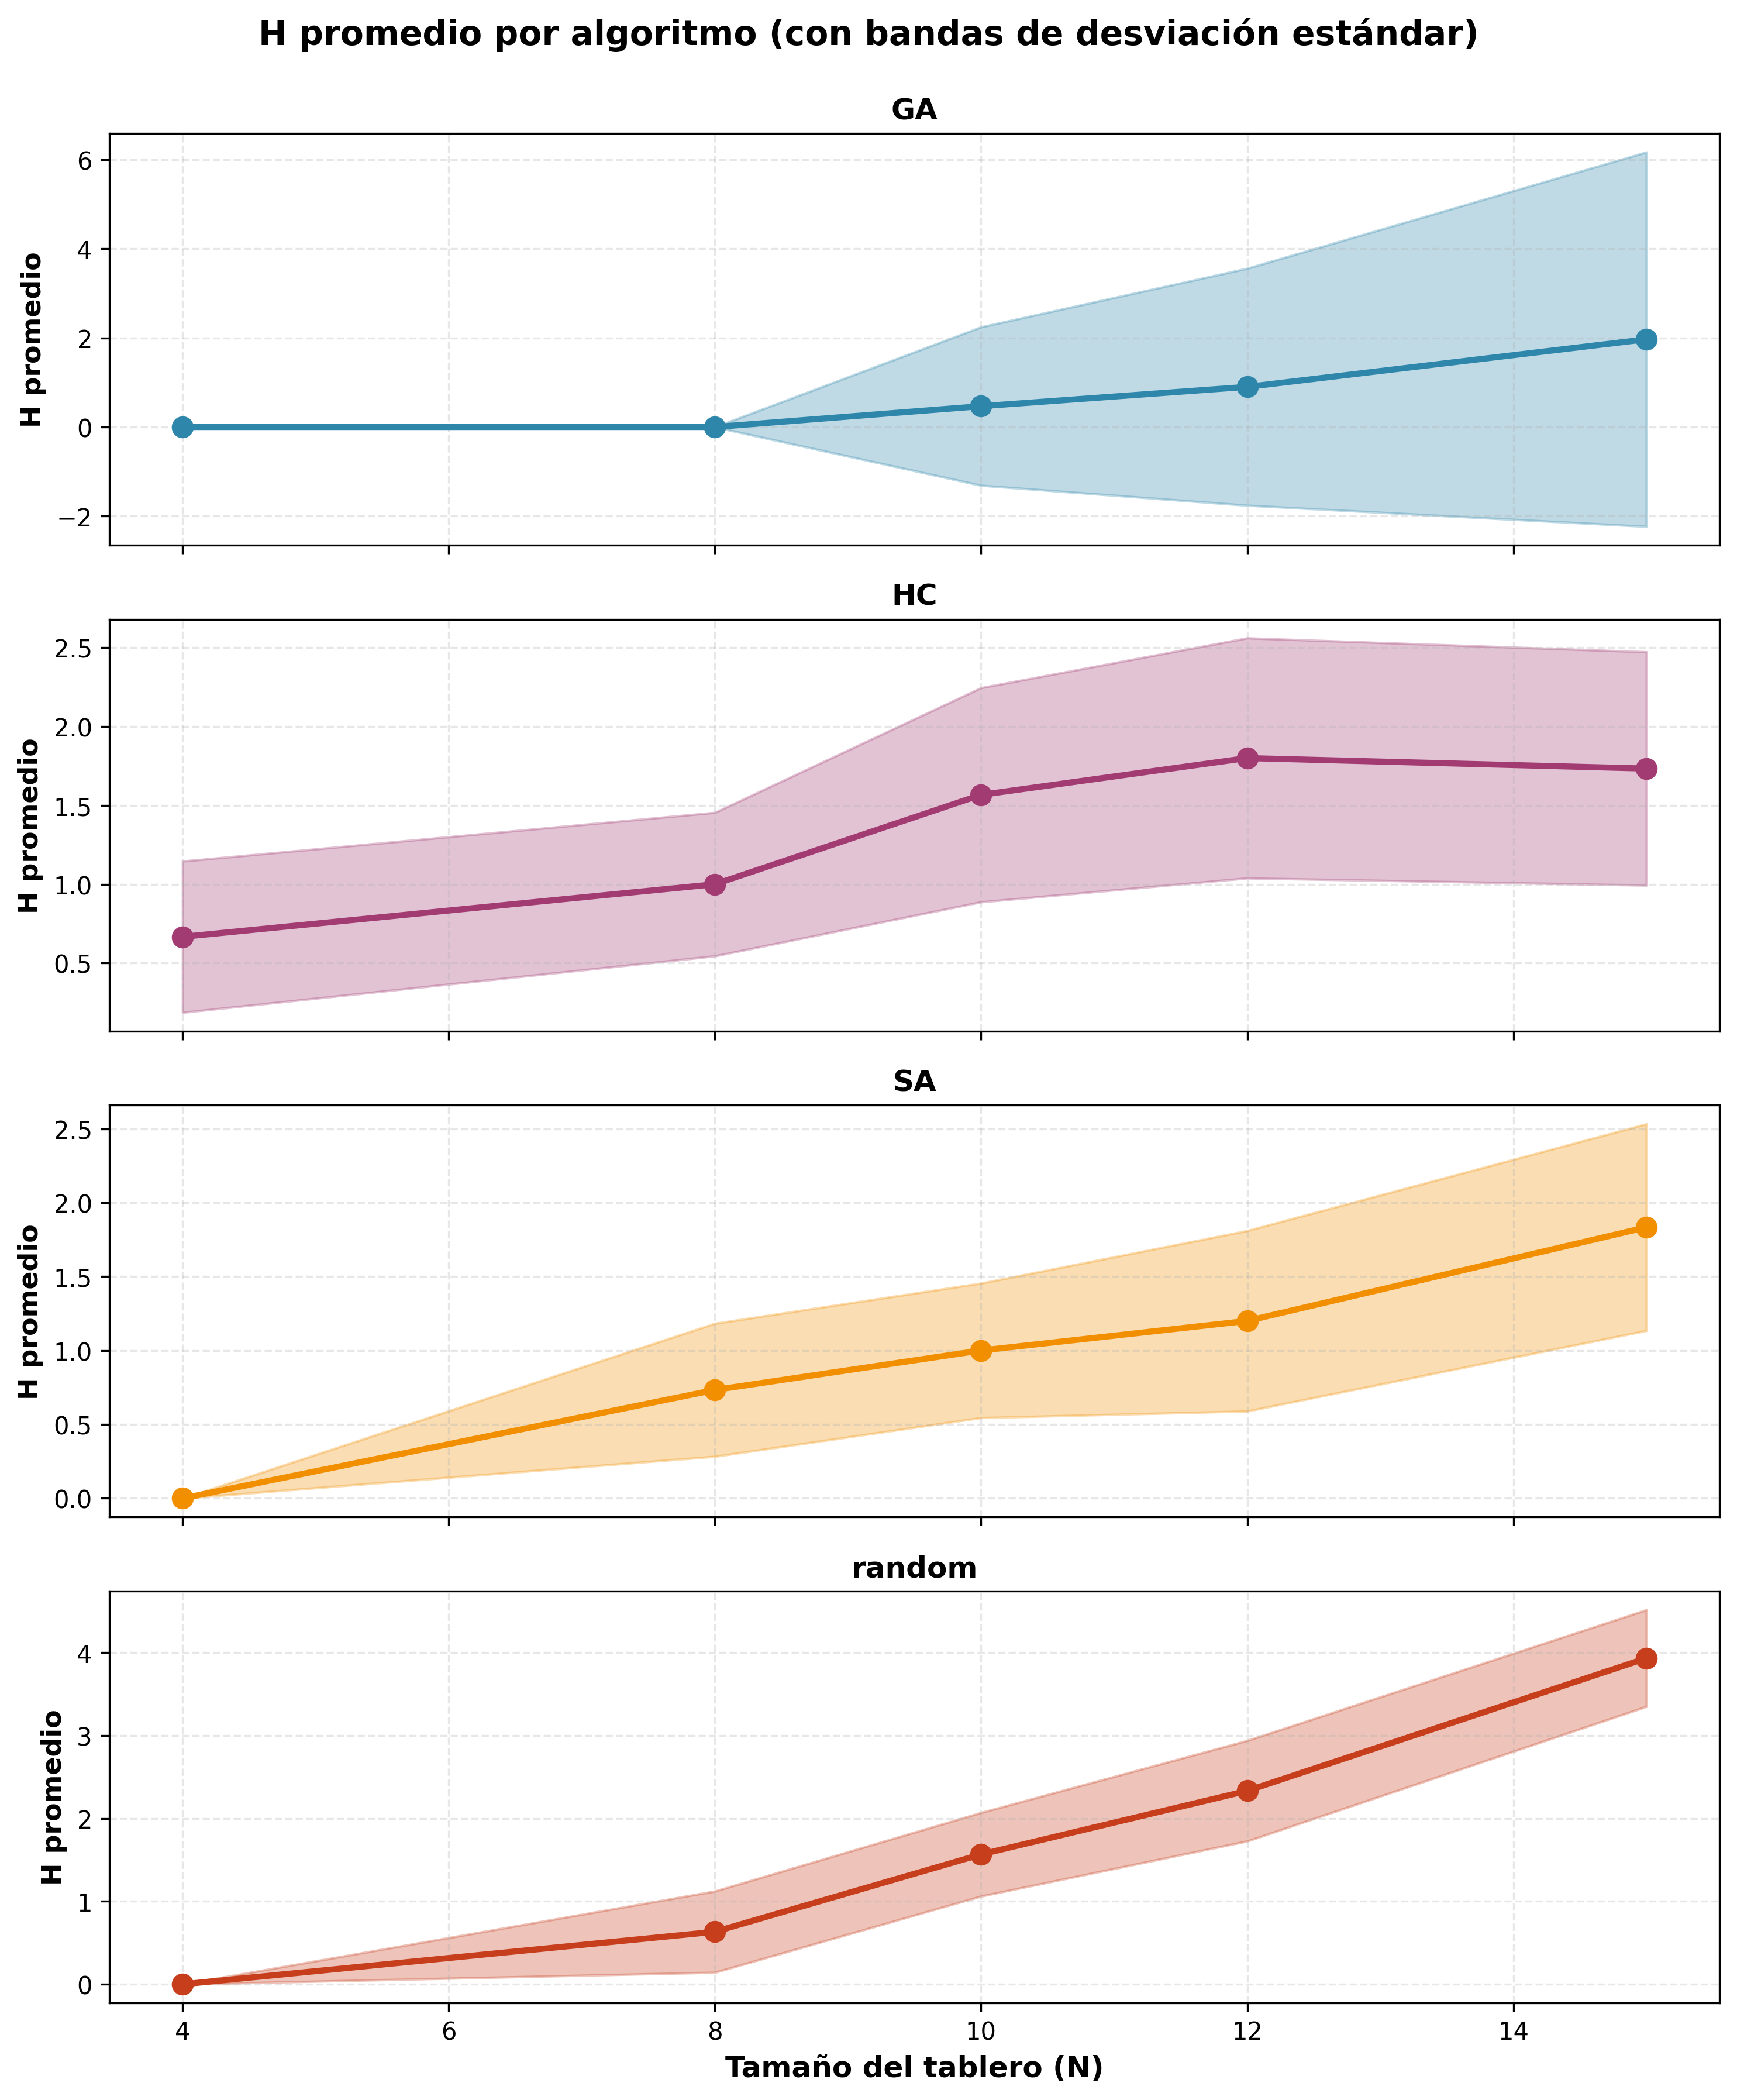 H promedio por algoritmo (con bandas de desviación estándar)
GA
6
4
2
0
−2
H promedio
HC
2.5
2.0
1.5
1.0
0.5
H promedio
SA
2.5
2.0
1.5
1.0
0.5
0.0
H promedio
random
4
3
2
1
0
H promedio
4 6 8 10 12 14
Tamaño del tablero (N)